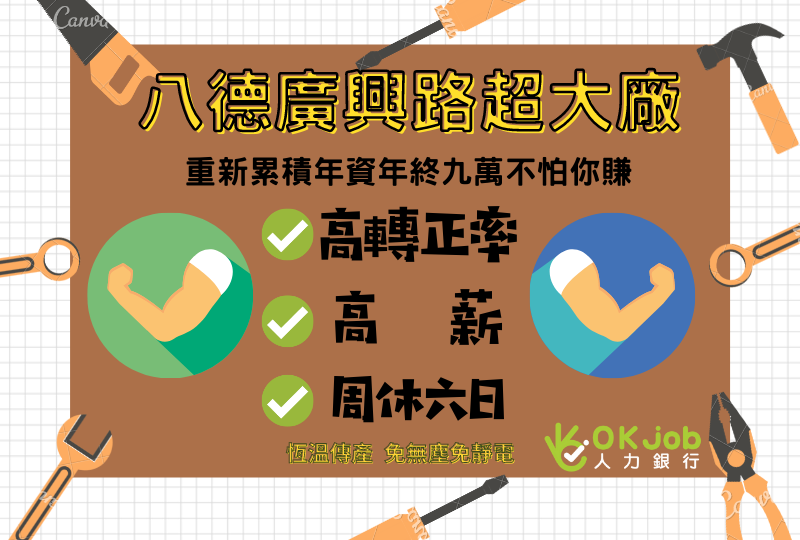 Canva
八德廣興路超大廠
重新累積年資年終九萬不怕你賺
高轉正率
高 薪
周休六日
恆溫傳產 免無塵免靜電
OK Job
人力銀行